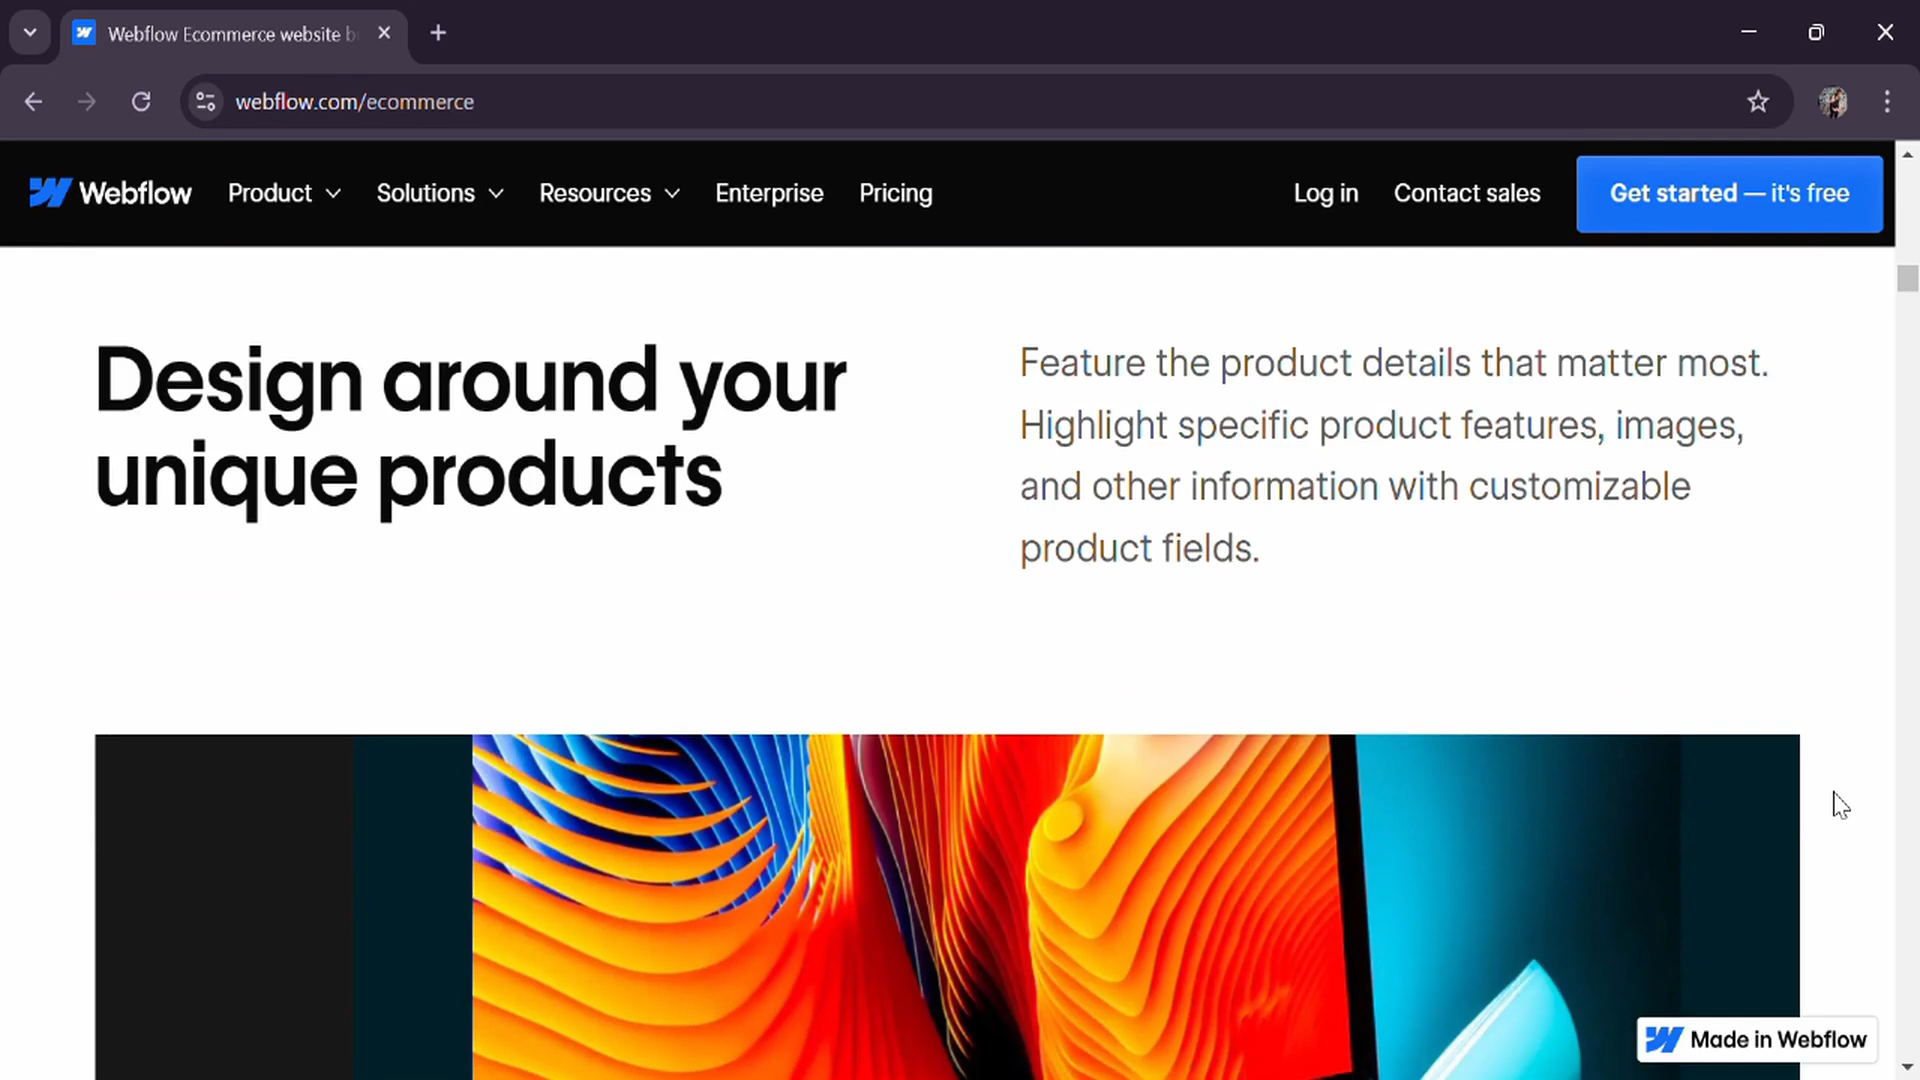 Webflow Ecommerce website b
webflow.com/ecommerce
Webflow
Product
Solutions
Resources
Enterprise
Pricing
Log in
Contact sales
Get started — it's free
Design around your
unique products
Feature the product details that matter most.
Highlight specific product features, images,
and other information with customizable
product fields.
Made in Webflow